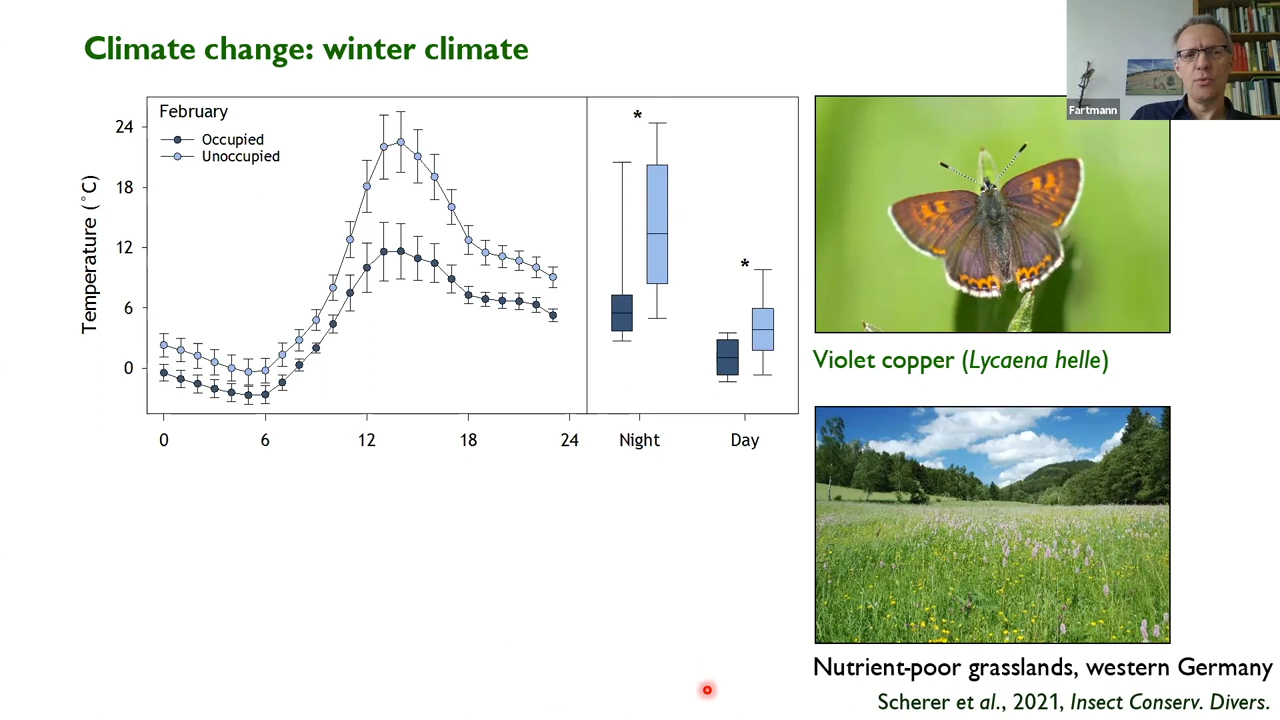 Climate change: winter climate
Fartmann
February
Occupied
Unoccupied
Temperature (°C)
24
18
12
6
0
0 6 12 18 24
* *
Night Day
Violet copper (Lycaena helle)
Nutrient-poor grasslands, western Germany
Scherer et al., 2021, Insect Conserv. Divers.